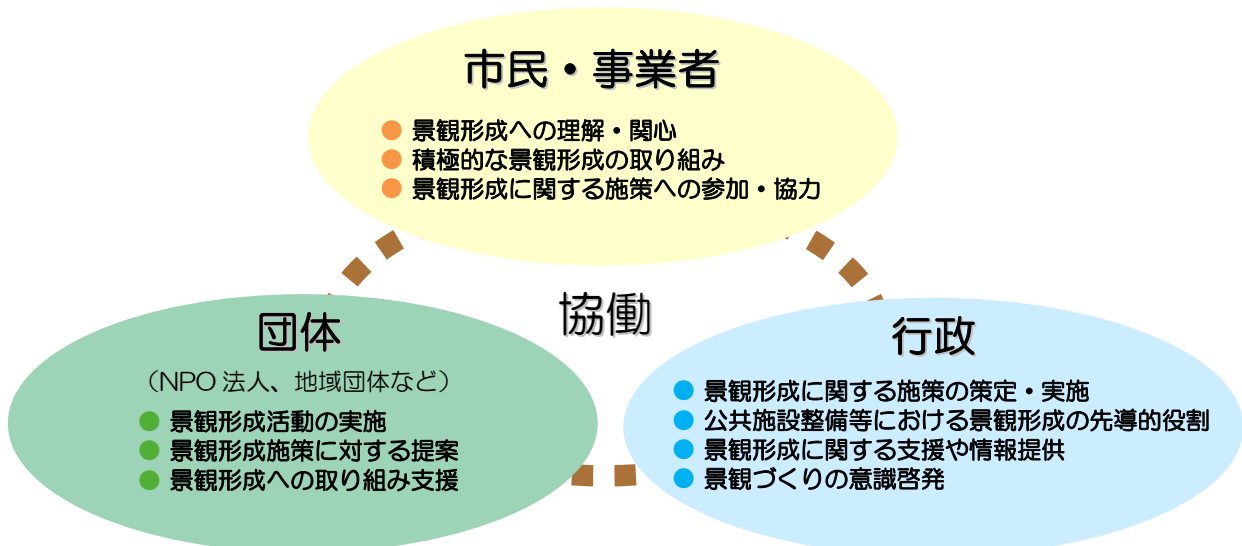 市民・事業者
● 景観形成への理解・関心
● 積極的な景観形成の取り組み
● 景観形成に関する施策への参加・協力
協働
団体
（NPO 法人、地域団体など）
● 景観形成活動の実施
● 景観形成施策に対する提案
● 景観形成への取り組み支援
行政
● 景観形成に関する施策の策定・実施
● 公共施設整備等における景観形成の先導的役割
● 景観形成に関する支援や情報提供
● 景観づくりの意識啓発